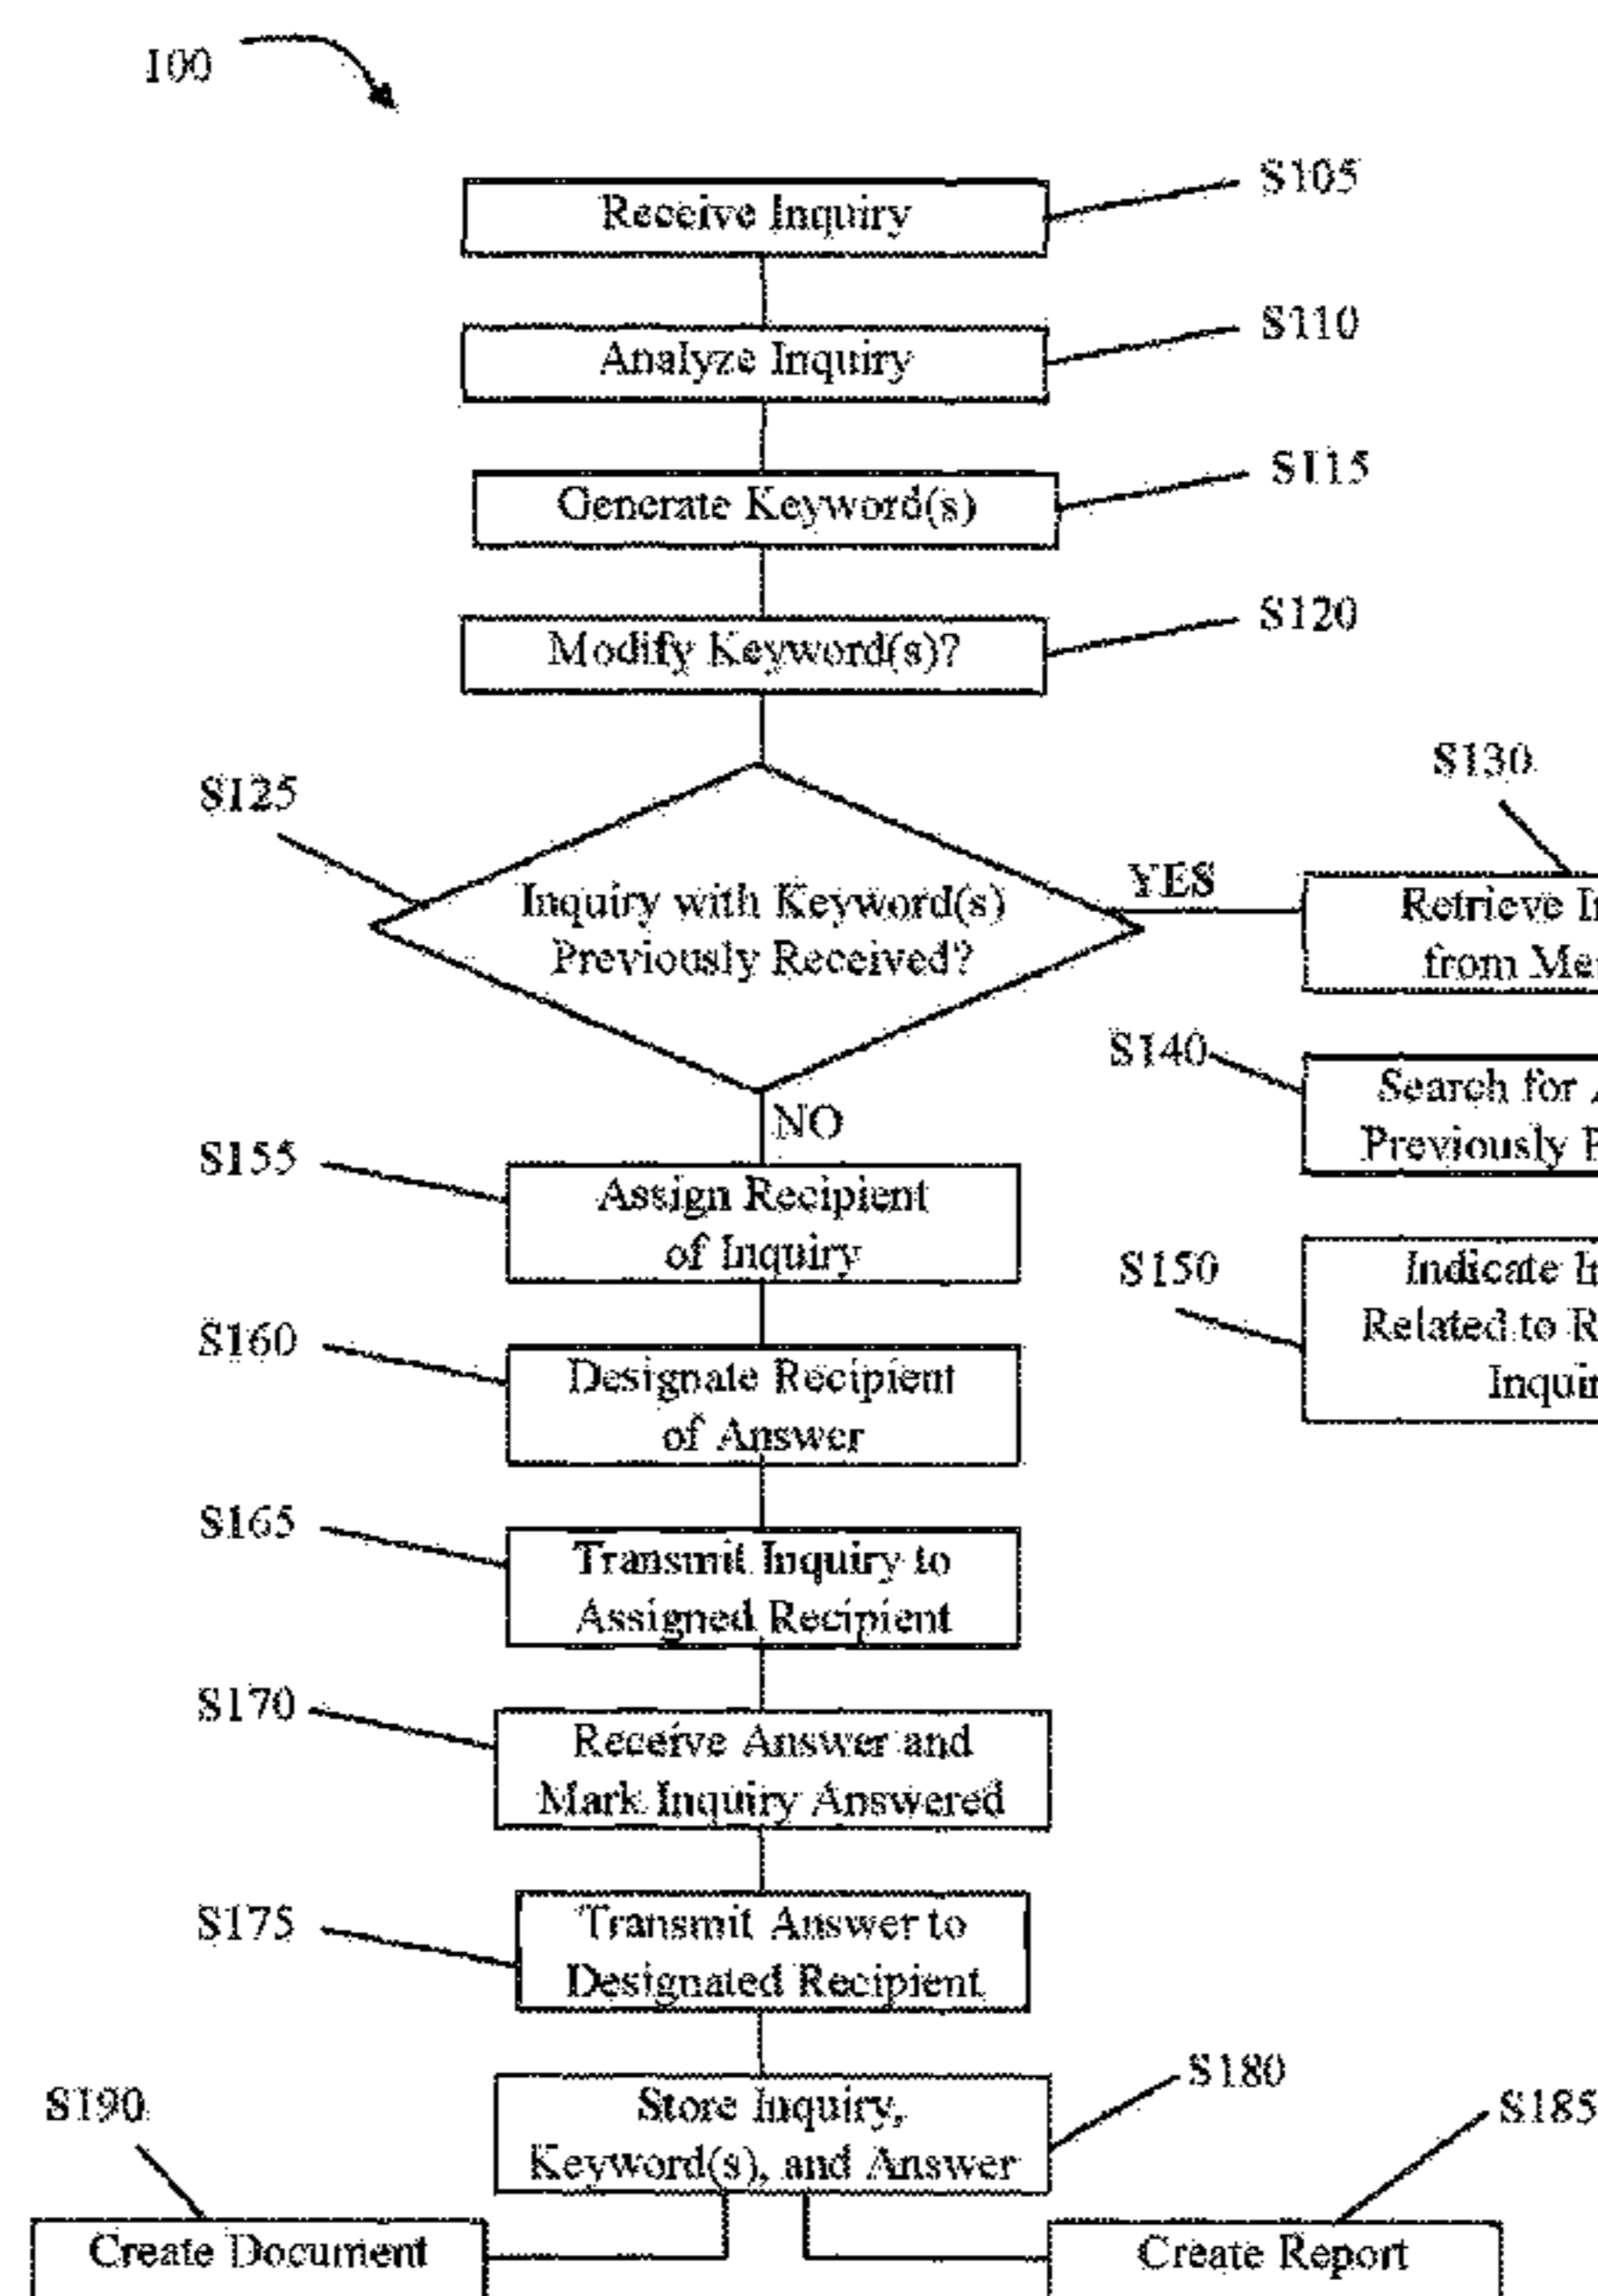 100
Receive Inquiry
S105
Analyze Inquiry
S110
Generate Keyword(s)
S115
Modify Keyword(s)?
S120
S125
Inquiry with Keyword(s)
Previously Received?
YES
S130
Retrieve
from
S140
Search for
Previously
S150
Indicate
Related to
NO
S155
Assign Recipient
of Inquiry
S160
Designate Recipient
of Answer
S165
Transmit Inquiry to
Assigned Recipient
S170
Receive Answer and
Mark Inquiry Answered
S175
Transmit Answer to
Designated Recipient
S180
Store Inquiry,
Keyword(s), and Answer
S190
Create Document
S185
Create Report